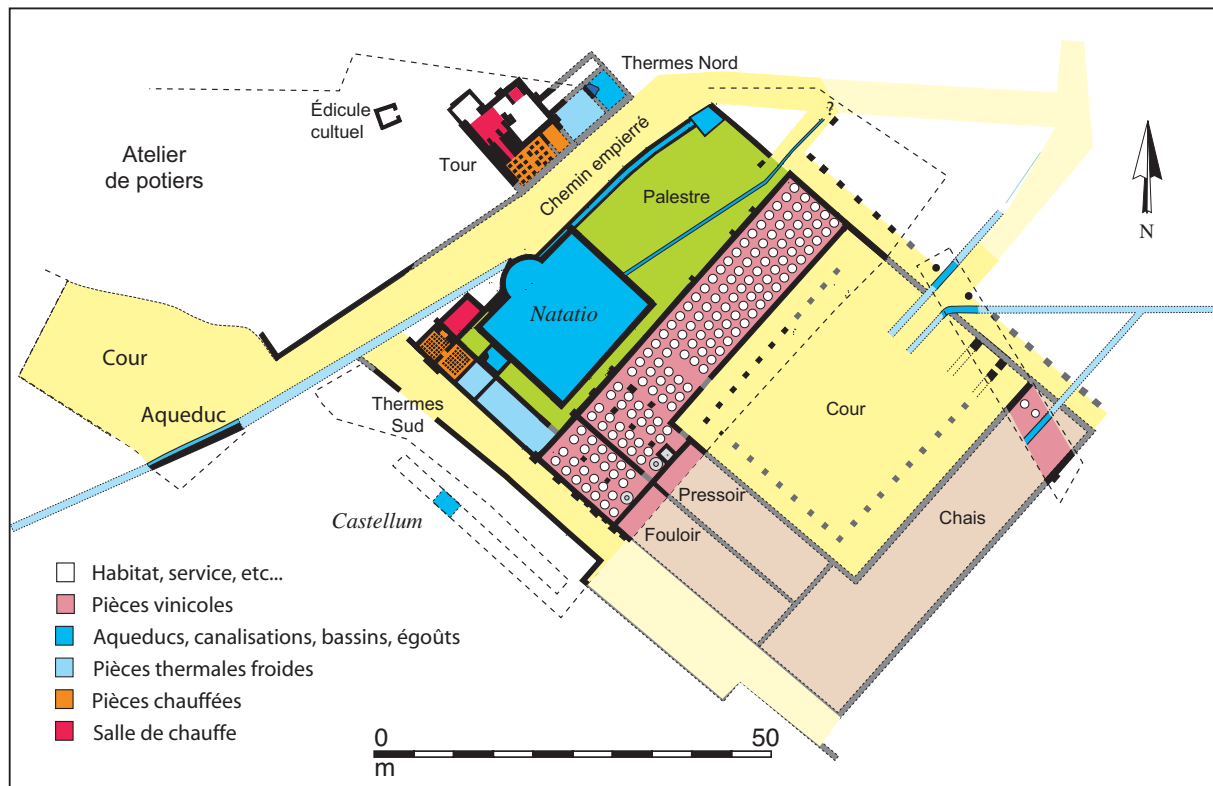 Thermes Nord
Édicule
cultuel
Atelier
de potiers
Tour
Chemin empierré
Palestre
?
N
Natatio
Cour
Aqueduc
Thermes
Sud
Cour
Castellum
Pressoir
Fouloir
Chais
Habitat, service, etc...
Pièces vinicoles
Aqueducs, canalisations, bassins, égoûts
Pièces thermales froides
Pièces chauffées
Salle de chauffe
0 50
m